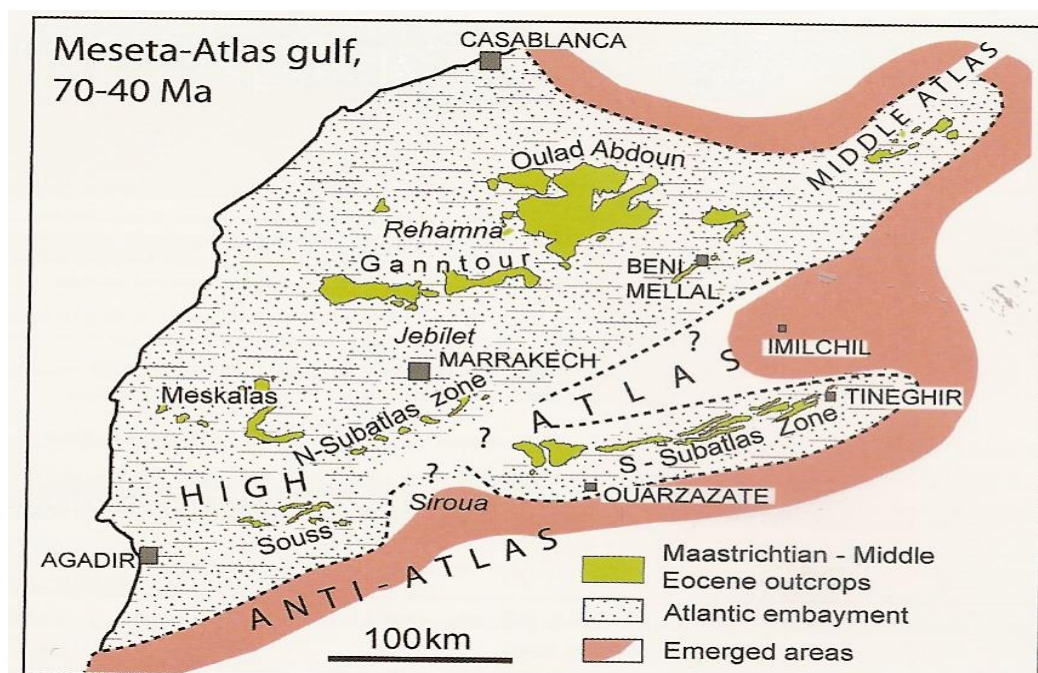 Meseta-Atlas gulf,
70-40 Ma
CASABLANCA
MIDDLE ATLAS
Oulad Abdoun
Rehamna
Ganntour
BENI
MELLAL
?
IMILCHIL
Jebilet
MARRAKECH
Meskalas
N-Subatlas zone
HIGH ATLAS
?
?
TINEGHIR
S - Subatlas Zone
OUARZAZATE
Siroua
Souss
AGADIR
ANTI-ATLAS
100km
Maastrichtian - Middle
Eocene outcrops
Atlantic embayment
Emerged areas